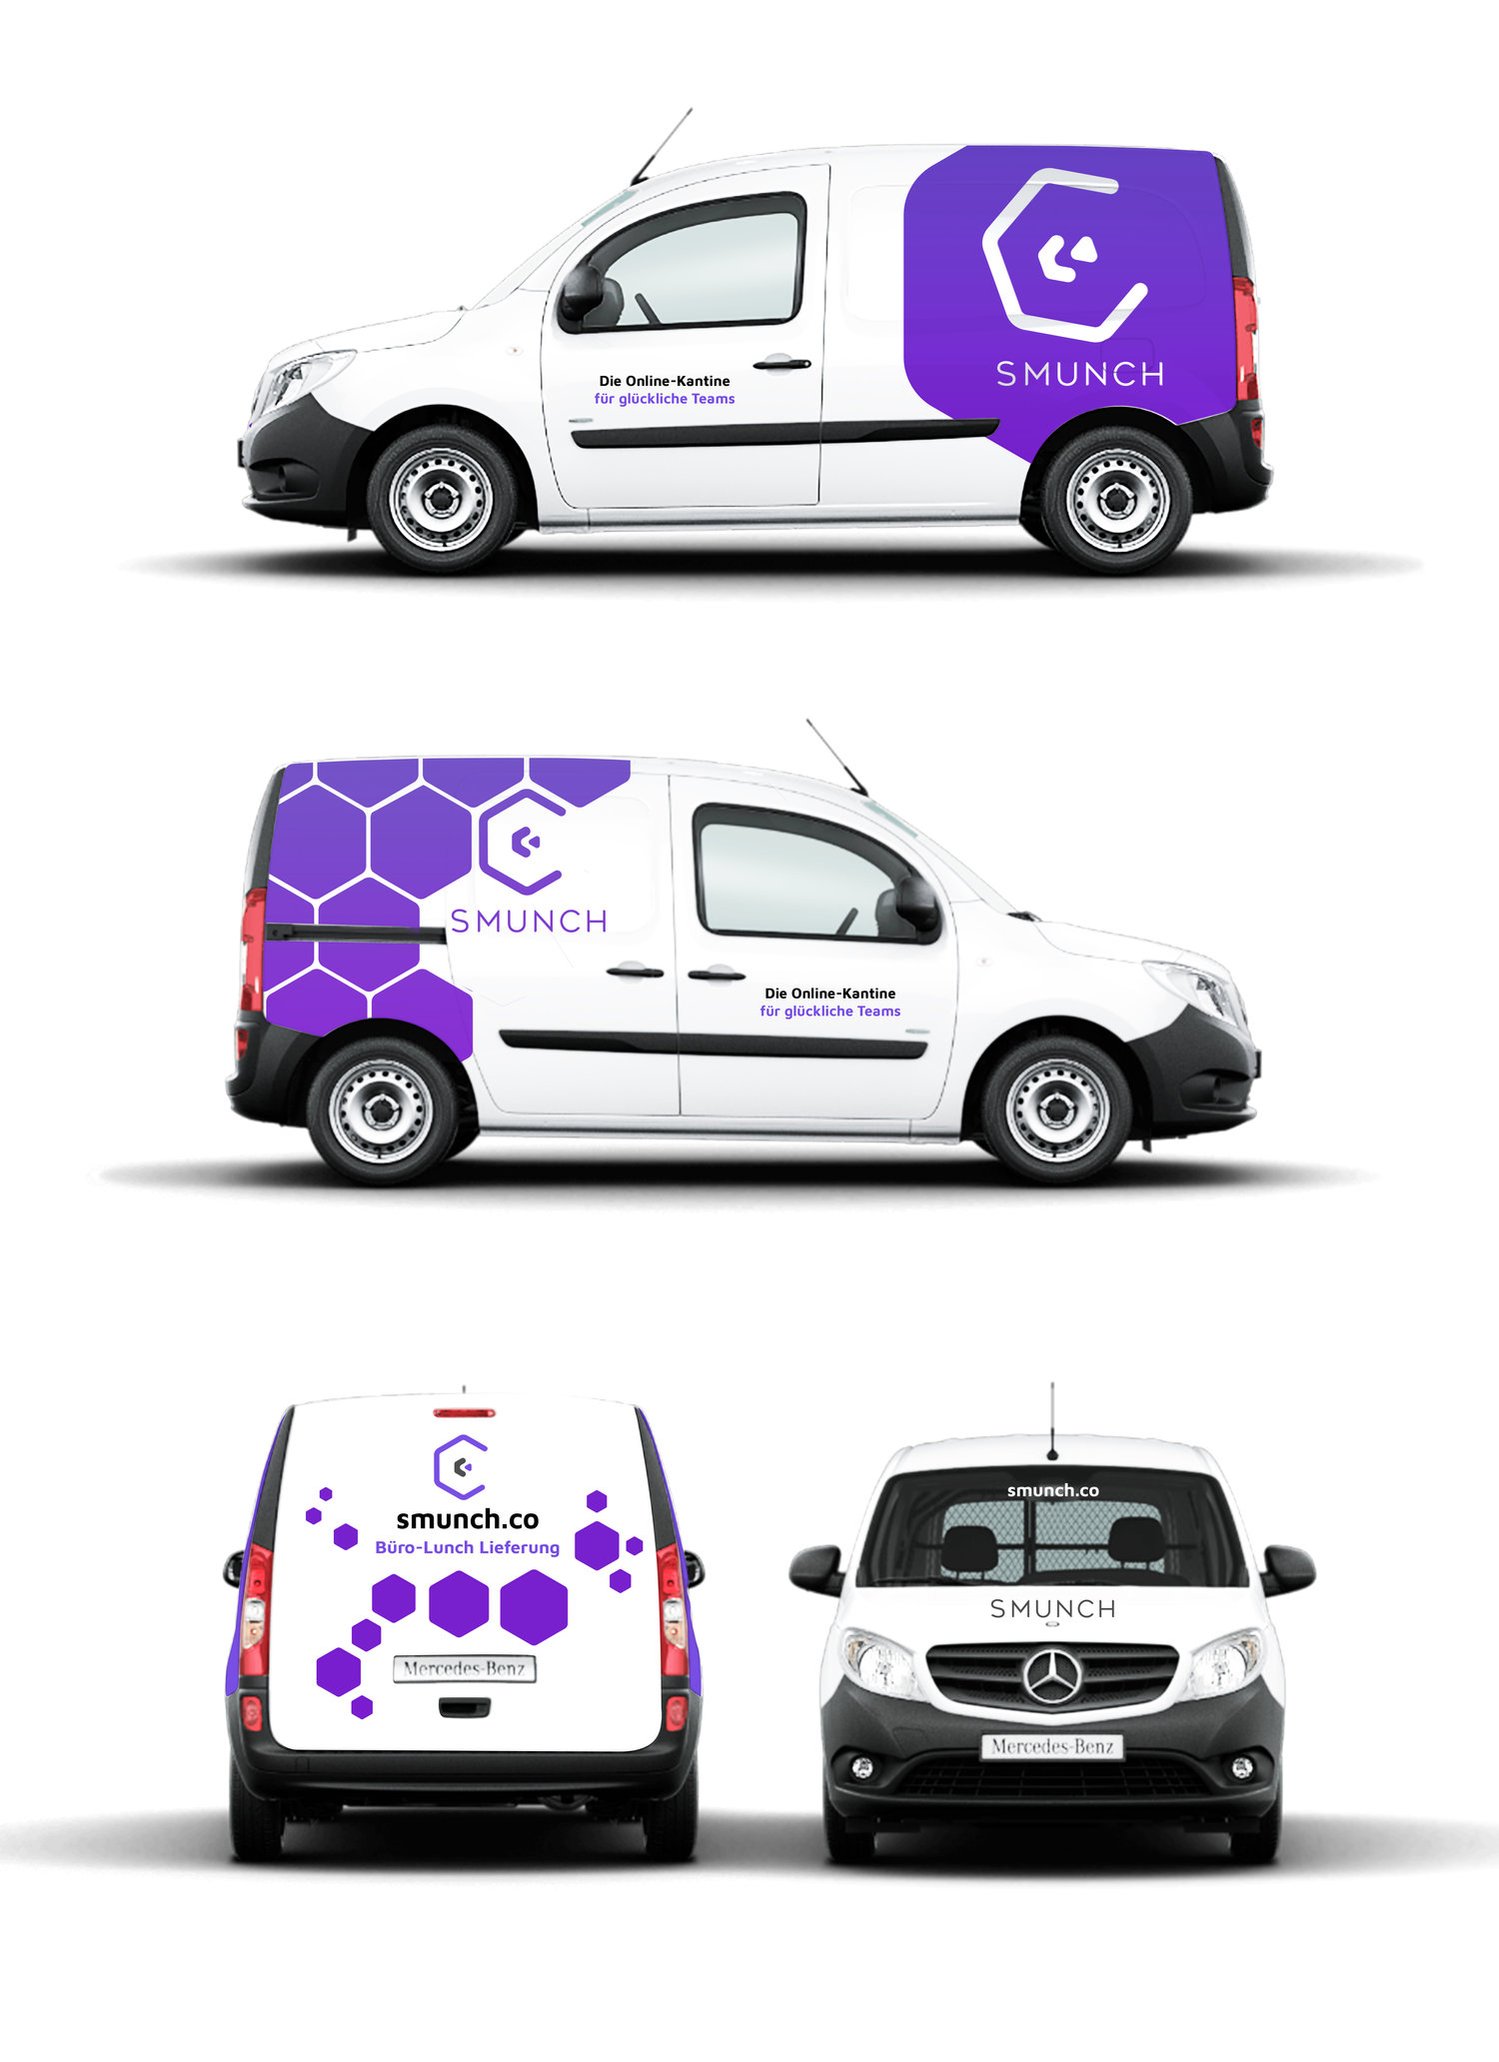 SMUNCH
Die Online-Kantine
für glückliche Teams
SMUNCH
Die Online-Kantine
für glückliche Teams
smunch.co
Büro-Lunch Lieferung
Mercedes-Benz
smunch.co
SMUNCH
Mercedes-Benz